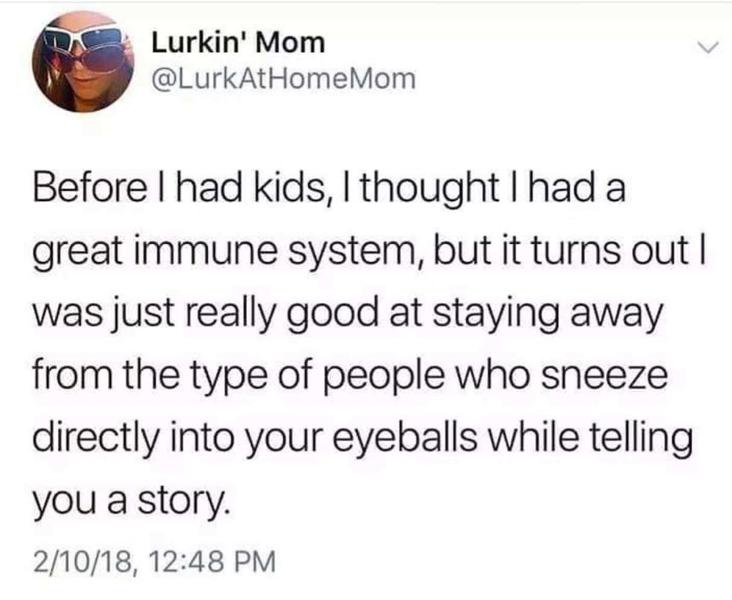 Lurkin' Mom
@LurkAtHomeMom
Before I had kids, I thought I had a
great immune system, but it turns out I
was just really good at staying away
from the type of people who sneeze
directly into your eyeballs while telling
you a story.
2/10/18, 12:48 PM